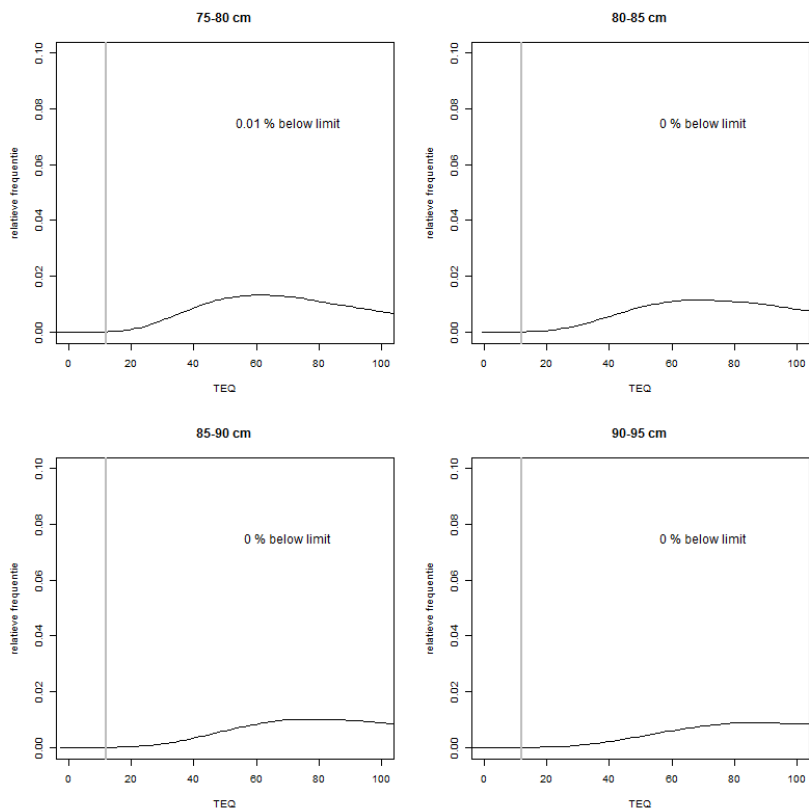 75-80 cm
relatieve frequentie
0.00 0.02 0.04 0.06 0.08 0.10
0.01 % below limit
0 20 40 60 80 100
TEQ
80-85 cm
relatieve frequentie
0.00 0.02 0.04 0.06 0.08 0.10
0 % below limit
0 20 40 60 80 100
TEQ
85-90 cm
relatieve frequentie
0.00 0.02 0.04 0.06 0.08 0.10
0 % below limit
0 20 40 60 80 100
TEQ
90-95 cm
relatieve frequentie
0.00 0.02 0.04 0.06 0.08 0.10
0 % below limit
0 20 40 60 80 100
TEQ